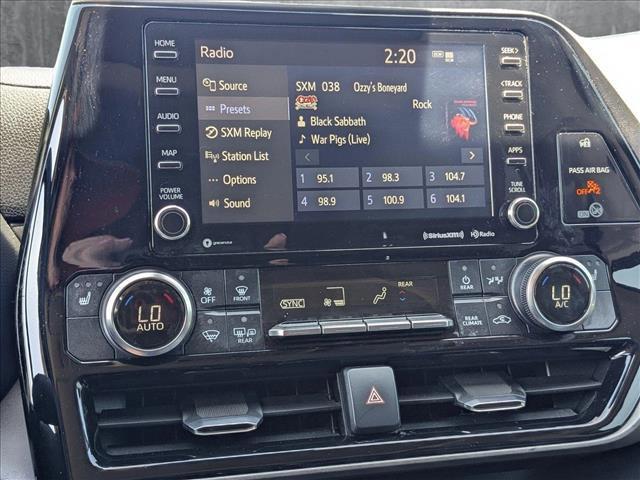 HOME
MENU
AUDIO
MAP
POWER
VOLUME
Radio
2:20
Source
Presets
SXM Replay
Station List
Options
Sound
SXM 038 Ozzy's Boneyard
Rock
Black Sabbath
War Pigs (Live)
1 95.1 2 98.3 3 104.7
4 98.9 5 100.9 6 104.1
gracenote
SiriusXM HD Radio
SEEK>
<TRACK
PHONE
APPS
TUNE
SCROLL
PASS AIR BAG
OFF
LO
AUTO
OFF
FRONT
REAR
SYNC
REAR
REAR
REAR
CLIMATE
LO
A/C